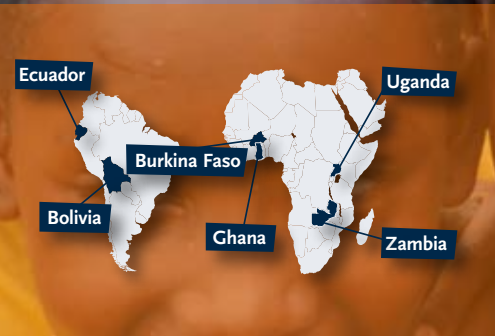 Ecuador
Uganda
Burkina Faso
Bolivia
Ghana
Zambia